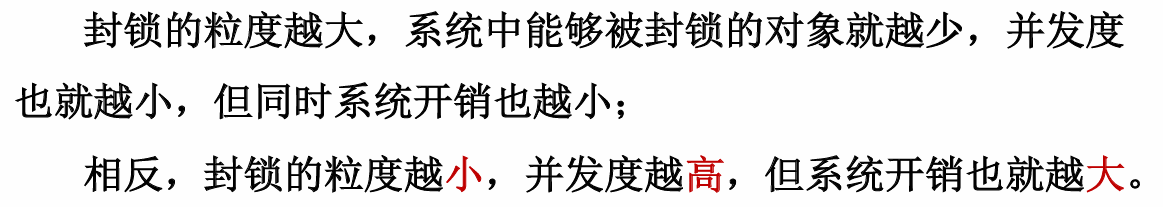 封锁的粒度越大，系统中能够被封锁的对象就越少，并发度
也就越小，但同时系统开销也越小；
相反，封锁的粒度越小，并发度越高，但系统开销也就越大。